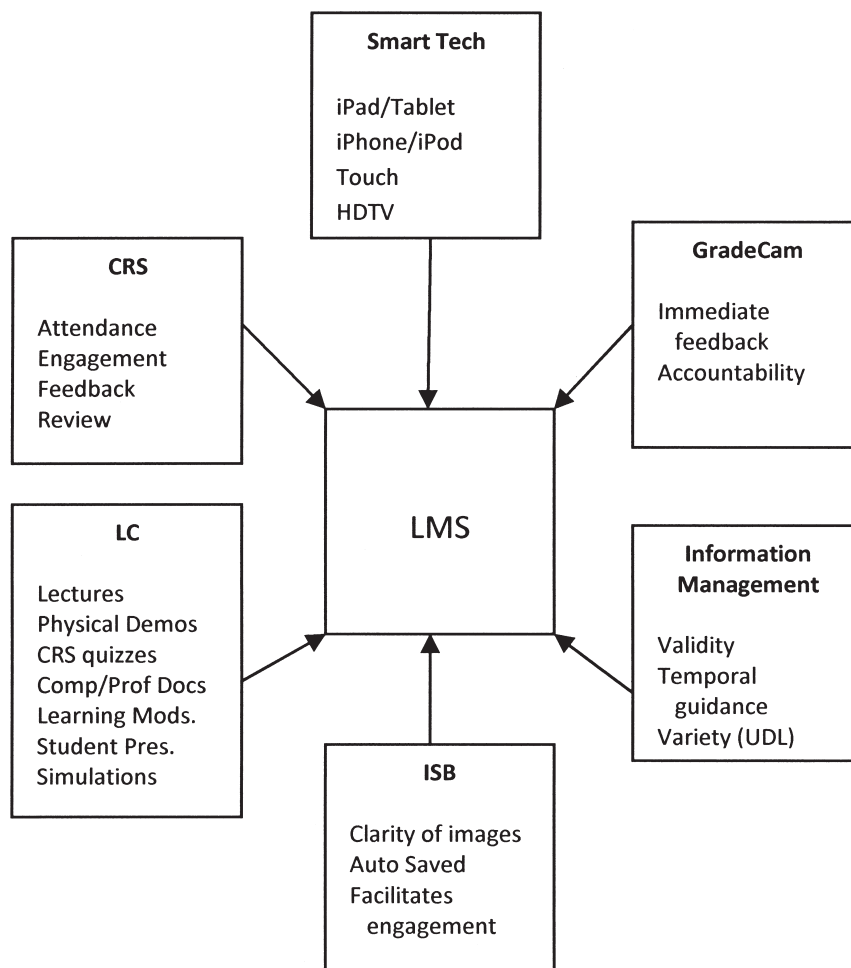 Smart Tech
iPad/Tablet
iPhone/iPod
Touch
HDTV
CRS
Attendance
Engagement
Feedback
Review
GradeCam
Immediate
feedback
Accountability
LMS
LC
Lectures
Physical Demos
CRS quizzes
Comp/Prof Docs
Learning Mods.
Student Pres.
Simulations
Information
Management
Validity
Temporal
guidance
Variety (UDL)
ISB
Clarity of images
Auto Saved
Facilitates
engagement